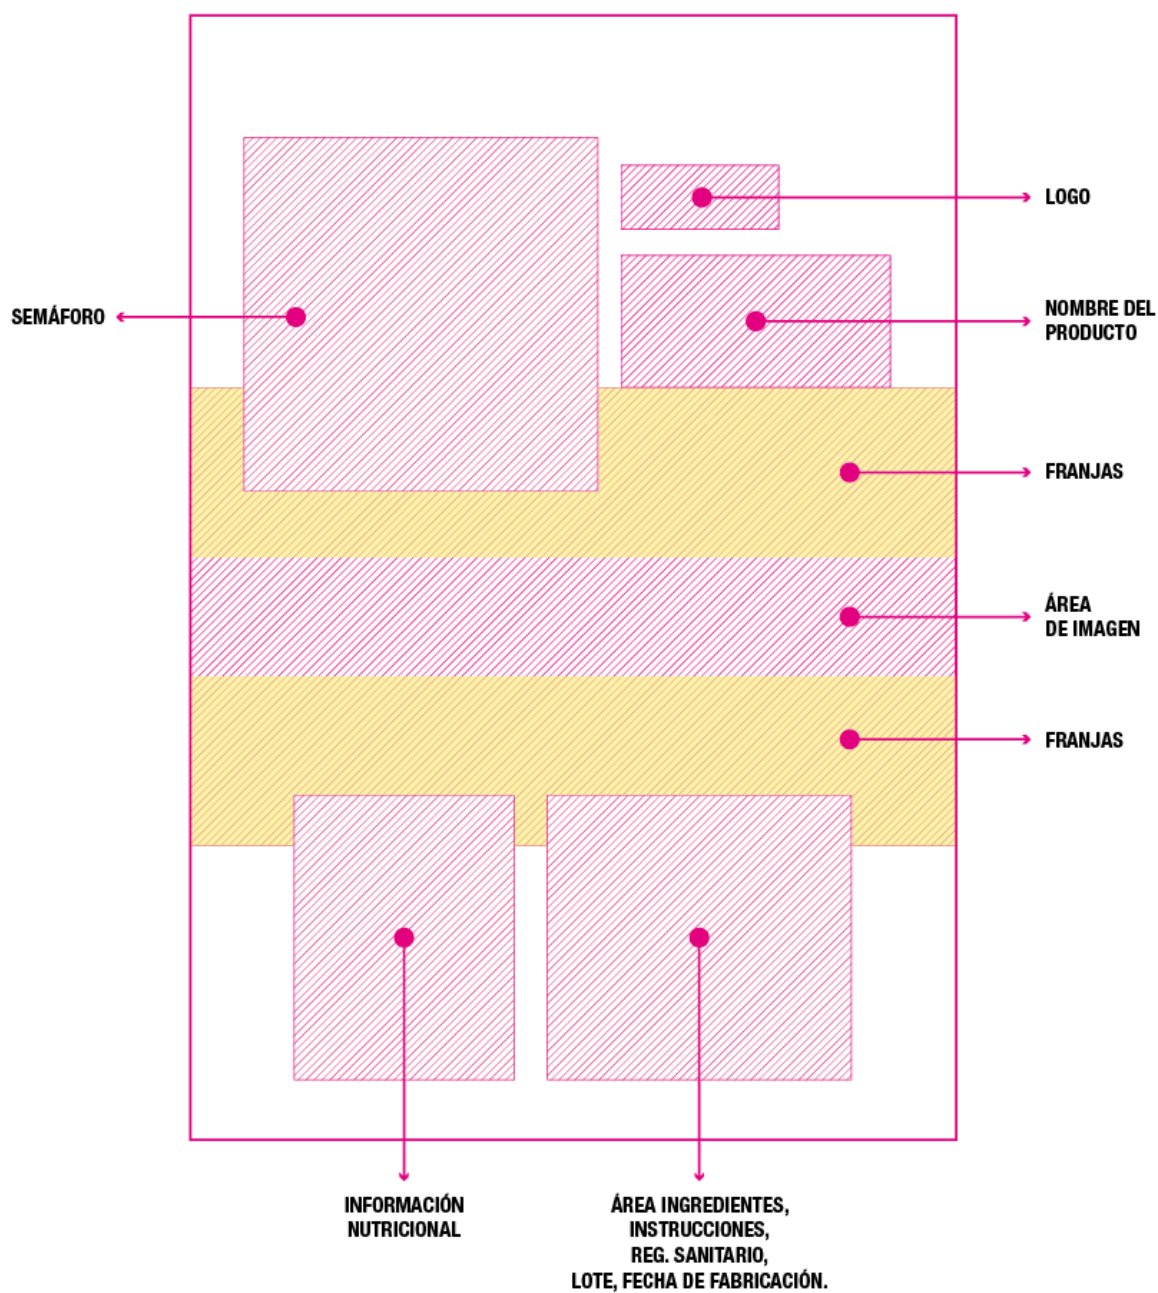 LOGO
SEMÁFORO
NOMBRE DEL
PRODUCTO
FRANJAS
ÁREA
DE IMAGEN
FRANJAS
INFORMACIÓN
NUTRICIONAL
ÁREA INGREDIENTES,
INSTRUCCIONES,
REG. SANITARIO,
LOTE, FECHA DE FABRICACIÓN.